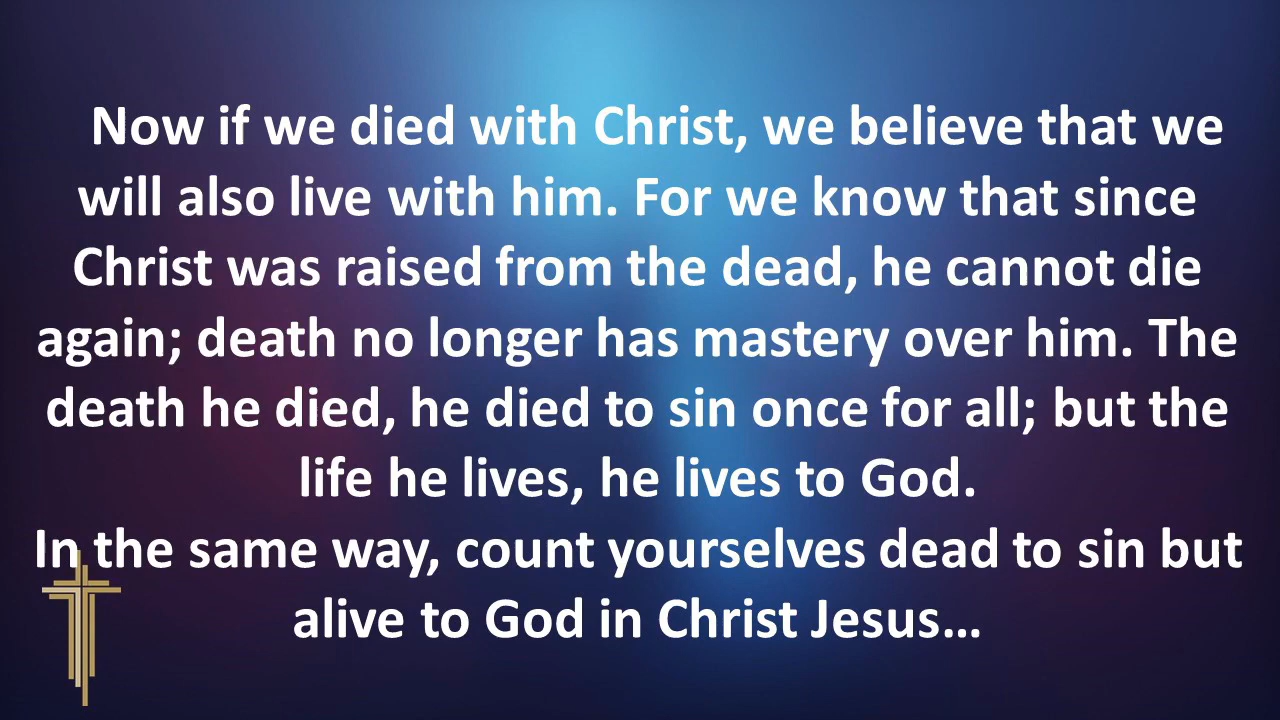 Now if we died with Christ, we believe that we
will also live with him. For we know that since
Christ was raised from the dead, he cannot die
again; death no longer has mastery over him. The
death he died, he died to sin once for all; but the
life he lives, he lives to God.
In the same way, count yourselves dead to sin but
alive to God in Christ Jesus…